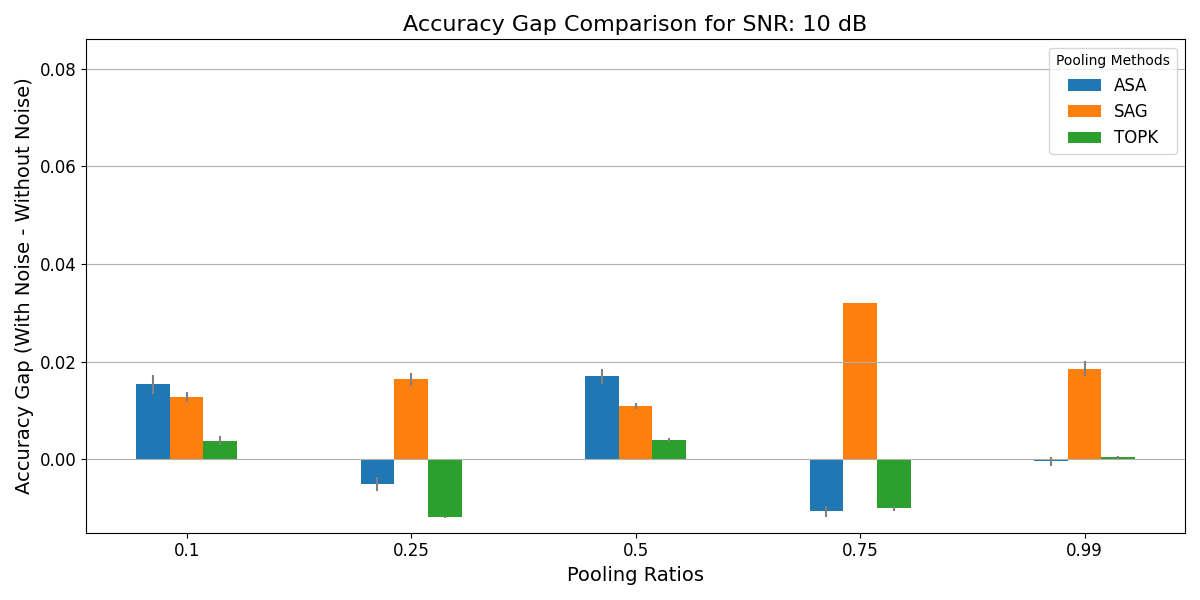 Accuracy Gap Comparison for SNR: 10 dB
Accuracy Gap (With Noise - Without Noise)
0.08
0.06
0.04
0.02
0.00
Pooling Methods
ASA
SAG
TOPK
0.1
0.25
0.5
0.75
0.99
Pooling Ratios